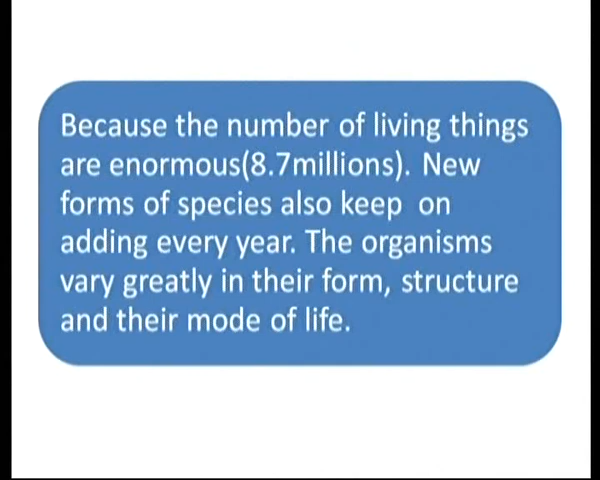 Because the number of living things
are enormous(8.7millions). New
forms of species also keep  on
adding every year. The organisms
vary greatly in their form, structure
and their mode of life.